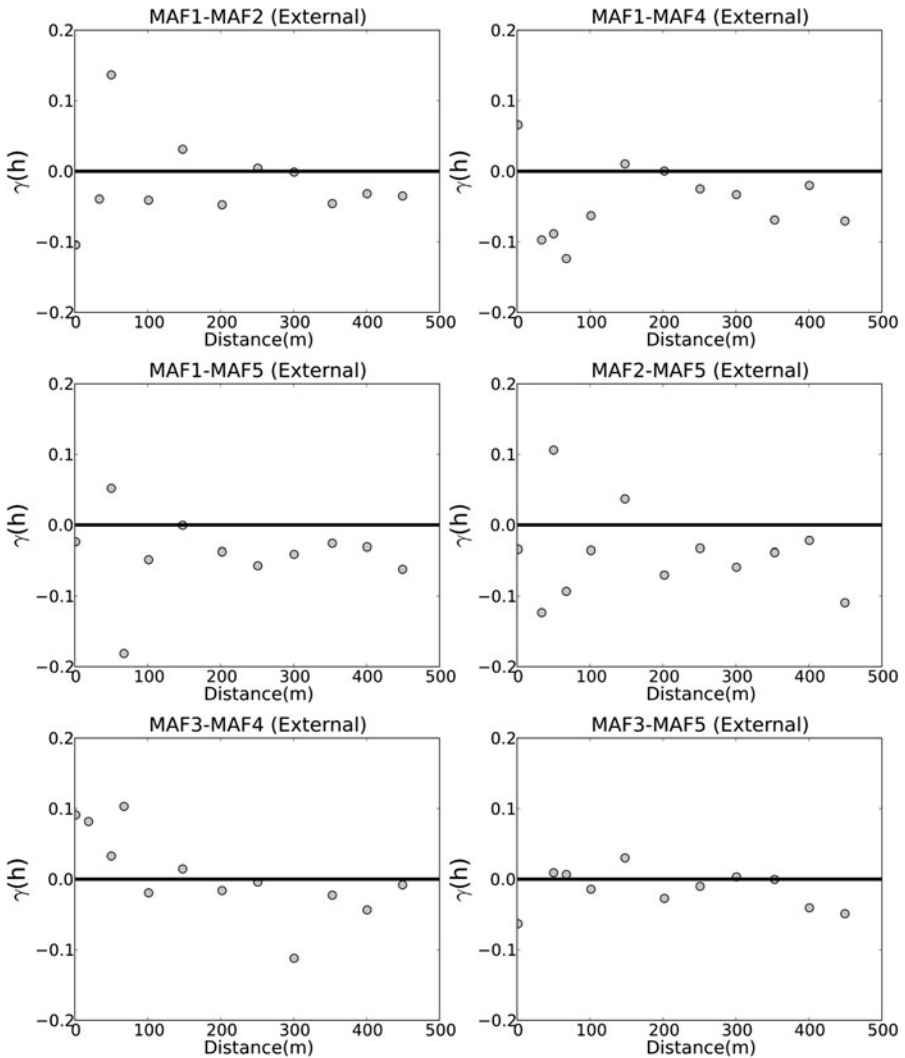 MAF1-MAF2 (External)
0.2
0.1
0.0
−0.1
−0.2
γ(h)
0 100 200 300 400 500
Distance(m)
MAF1-MAF4 (External)
0.2
0.1
0.0
−0.1
−0.2
γ(h)
0 100 200 300 400 500
Distance(m)
MAF1-MAF5 (External)
0.2
0.1
0.0
−0.1
−0.2
γ(h)
0 100 200 300 400 500
Distance(m)
MAF2-MAF5 (External)
0.2
0.1
0.0
−0.1
−0.2
γ(h)
0 100 200 300 400 500
Distance(m)
MAF3-MAF4 (External)
0.2
0.1
0.0
−0.1
−0.2
γ(h)
0 100 200 300 400 500
Distance(m)
MAF3-MAF5 (External)
0.2
0.1
0.0
−0.1
−0.2
γ(h)
0 100 200 300 400 500
Distance(m)